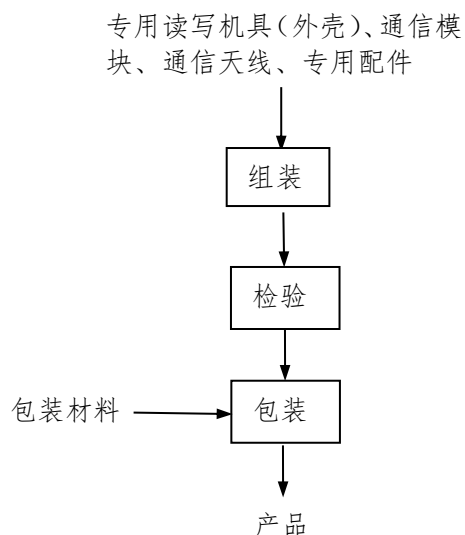 专用读写机具(外壳)、通信模
块、通信天线、专用配件
组装
检验
包装材料
包装
产品